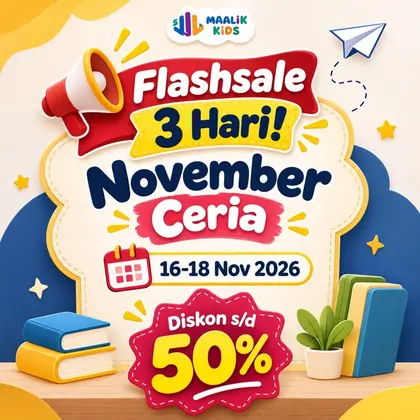 MAALIK
KiDS
Flashsale
3 Hari!
November
Ceria
16-18 Nov 2026
Diskon s/d
50%